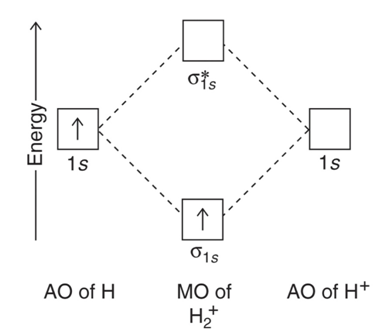 σ*1s
Energy
1s
1s
σ1s
AO of H
MO of
H2+
AO of H+